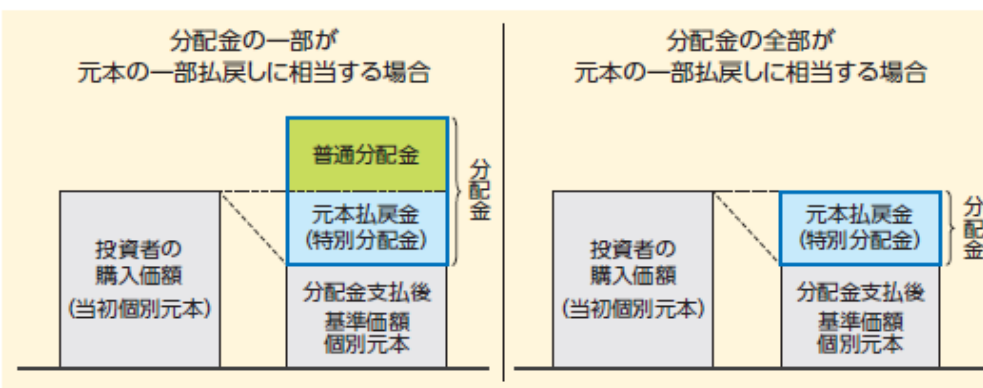 分配金の一部が
元本の一部払戻しに相当する場合
普通分配金
元本払戻金
(特別分配金)
分配金
投資者の
購入価額
(当初個別元本)
分配金支払後
基準価額
個別元本
分配金の全部が
元本の一部払戻しに相当する場合
元本払戻金
(特別分配金)
分配金
投資者の
購入価額
(当初個別元本)
分配金支払後
基準価額
個別元本